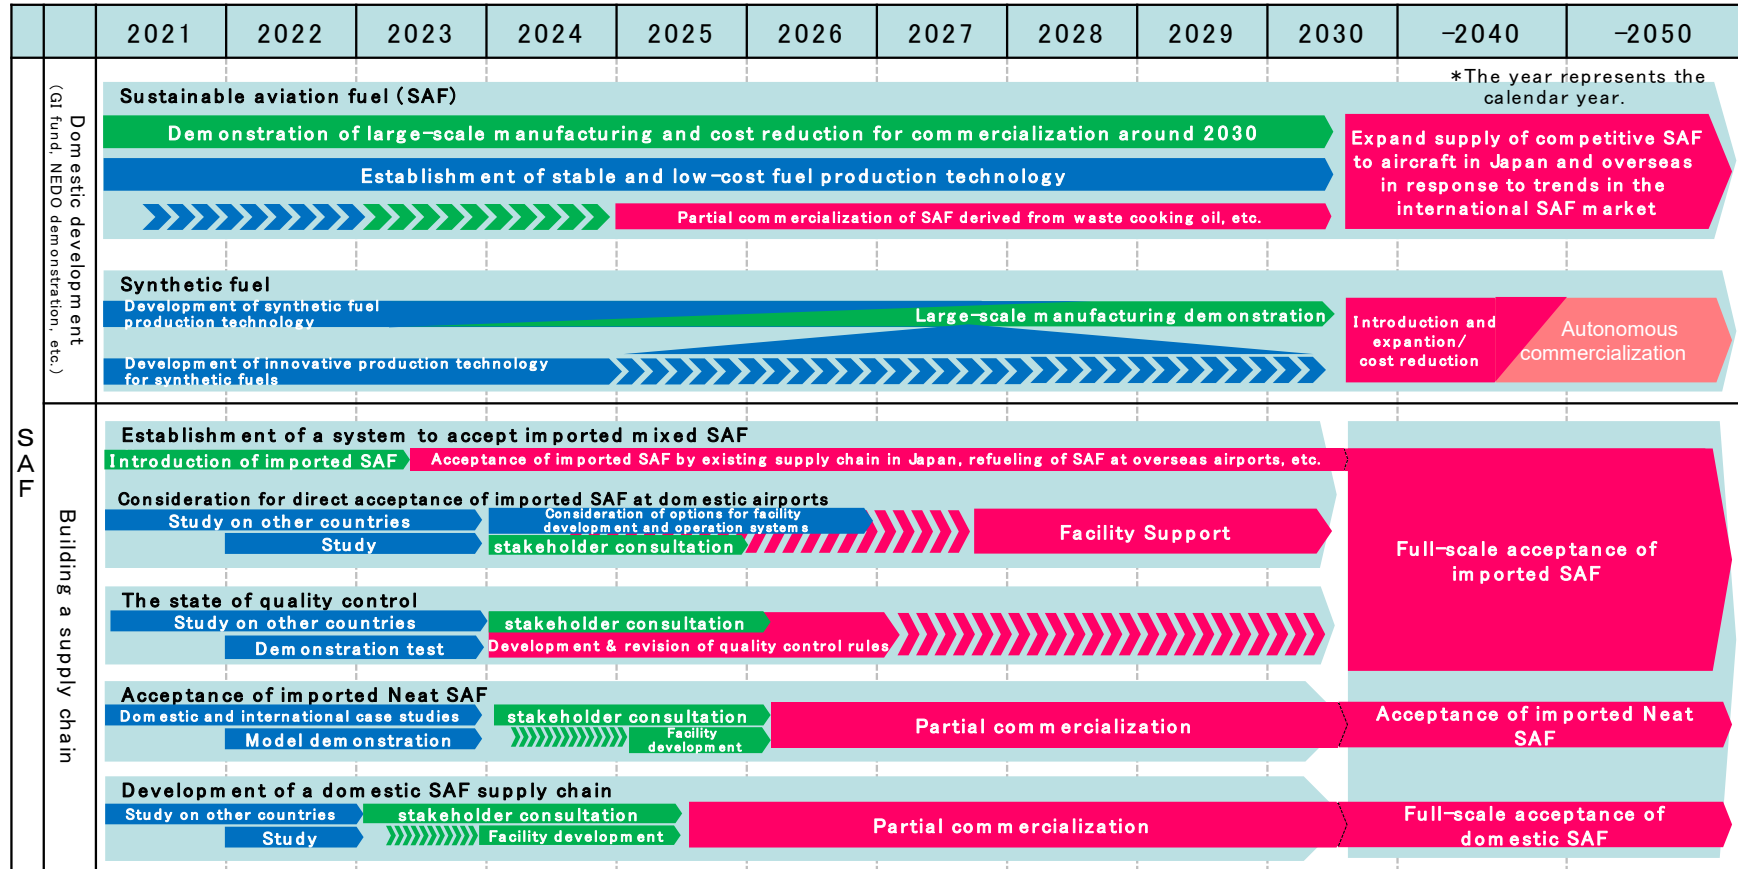 2021 2022 2023 2024 2025 2026 2027 2028 2029 2030 -2040 -2050
*The year represents the
calendar year.
SAF
Domestic development
(GI fund, NEDO demonstration, etc.)
Sustainable aviation fuel (SAF)
Demonstration of large-scale manufacturing and cost reduction for commercialization around 2030
Establishment of stable and low-cost fuel production technology
Partial commercialization of SAF derived from waste cooking oil, etc.
Expand supply of competitive SAF
to aircraft in Japan and overseas
in response to trends in the
international SAF market
Synthetic fuel
Development of synthetic fuel
production technology
Large-scale manufacturing demonstration
Development of innovative production technology
for synthetic fuels
Introduction and
expantion/
cost reduction
Autonomous
commercialization
Building a supply chain
Establishment of a system to accept imported mixed SAF
Introduction of imported SAF
Acceptance of imported SAF by existing supply chain in Japan, refueling of SAF at overseas airports, etc.
Consideration for direct acceptance of imported SAF at domestic airports
Study on other countries
Study
Consideration of options for facility
development and operation systems
stakeholder consultation
Facility Support
Full-scale acceptance of
imported SAF
The state of quality control
Study on other countries
Demonstration test
stakeholder consultation
Development & revision of quality control rules
Acceptance of imported Neat SAF
Domestic and international case studies
Model demonstration
stakeholder consultation
Facility
development
Partial commercialization
Acceptance of imported Neat
SAF
Development of a domestic SAF supply chain
Study on other countries
Study
stakeholder consultation
Facility development
Partial commercialization
Full-scale acceptance of
domestic SAF